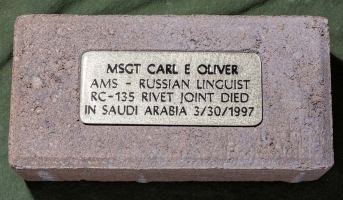 MSGT CARL E OLIVER
AMS - RUSSIAN LINGUIST
RC-135 RIVET JOINT DIED
IN SAUDI ARABIA 3/30/1997